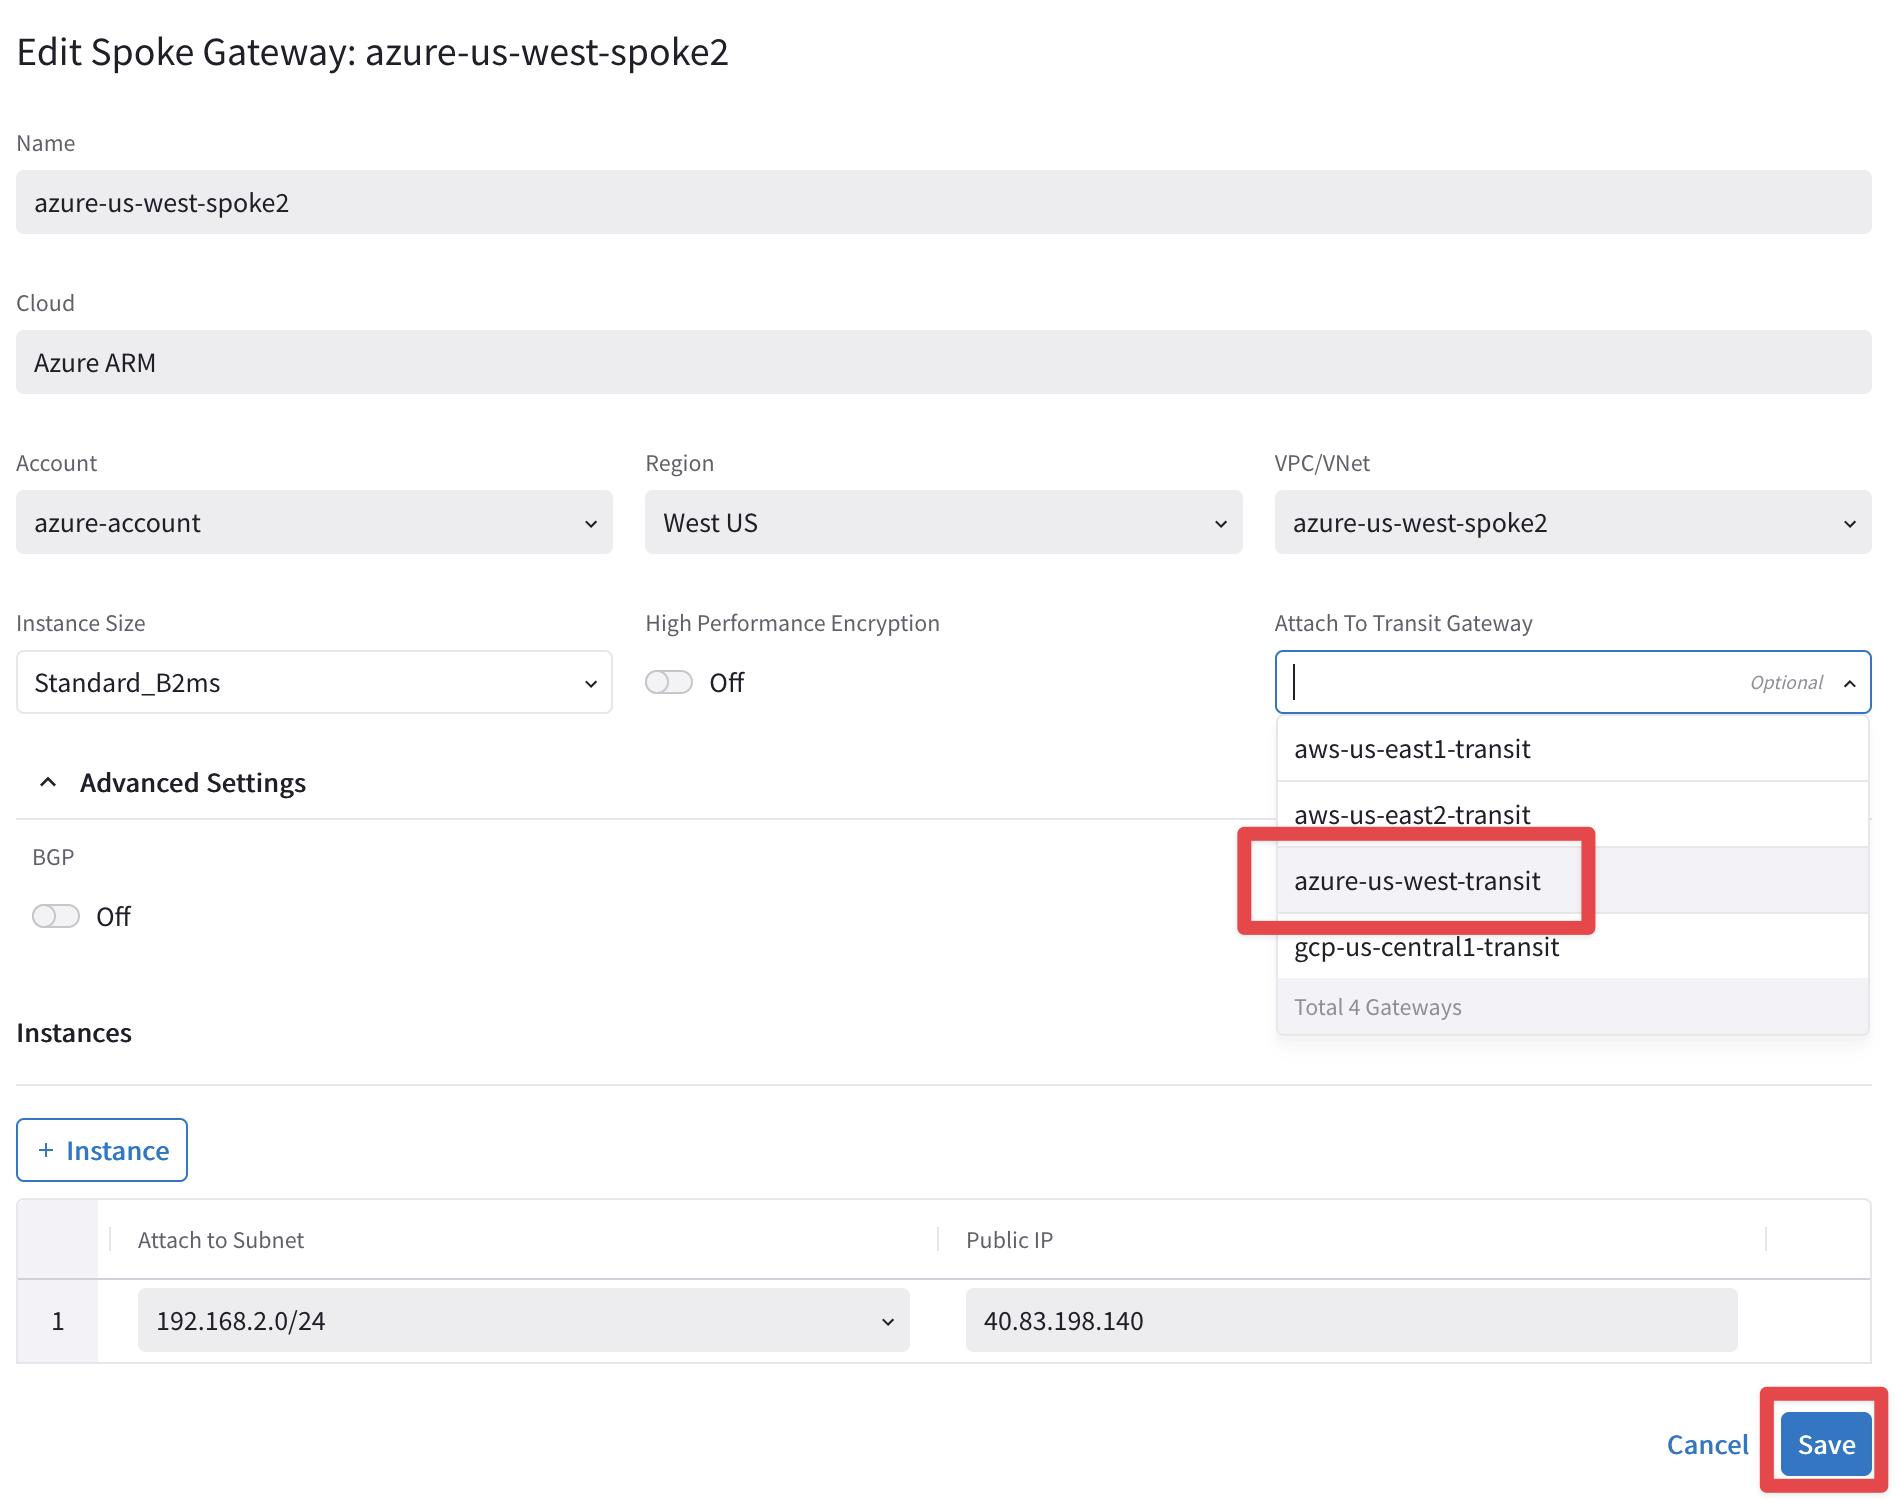 Edit Spoke Gateway: azure-us-west-spoke2
Name
azure-us-west-spoke2
Cloud
Azure ARM
Account
Region
VPC/VNet
azure-account
West US
azure-us-west-spoke2
Instance Size
High Performance Encryption
Attach To Transit Gateway
Standard_B2ms
Off
Optional
aws-us-east1-transit
aws-us-east2-transit
azure-us-west-transit
gcp-us-central1-transit
Total 4 Gateways
Advanced Settings
BGP
Off
Instances
+ Instance
Attach to Subnet
Public IP
1
192.168.2.0/24
40.83.198.140
Cancel
Save